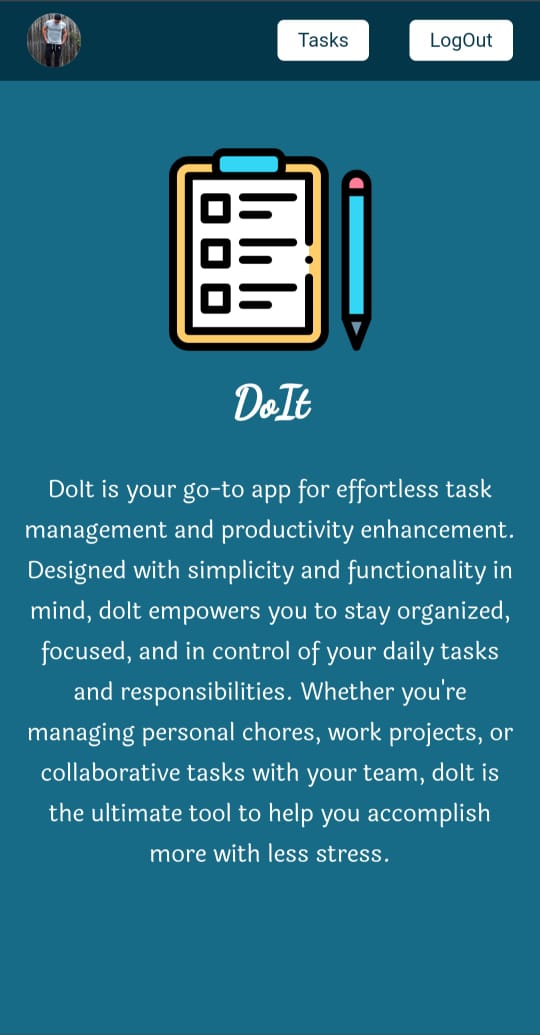 Tasks
LogOut
DoIt
DoIt is your go-to app for effortless task
management and productivity enhancement.
Designed with simplicity and functionality in
mind, doIt empowers you to stay organized,
focused, and in control of your daily tasks
and responsibilities. Whether you're
managing personal chores, work projects, or
collaborative tasks with your team, doIt is
the ultimate tool to help you accomplish
more with less stress.